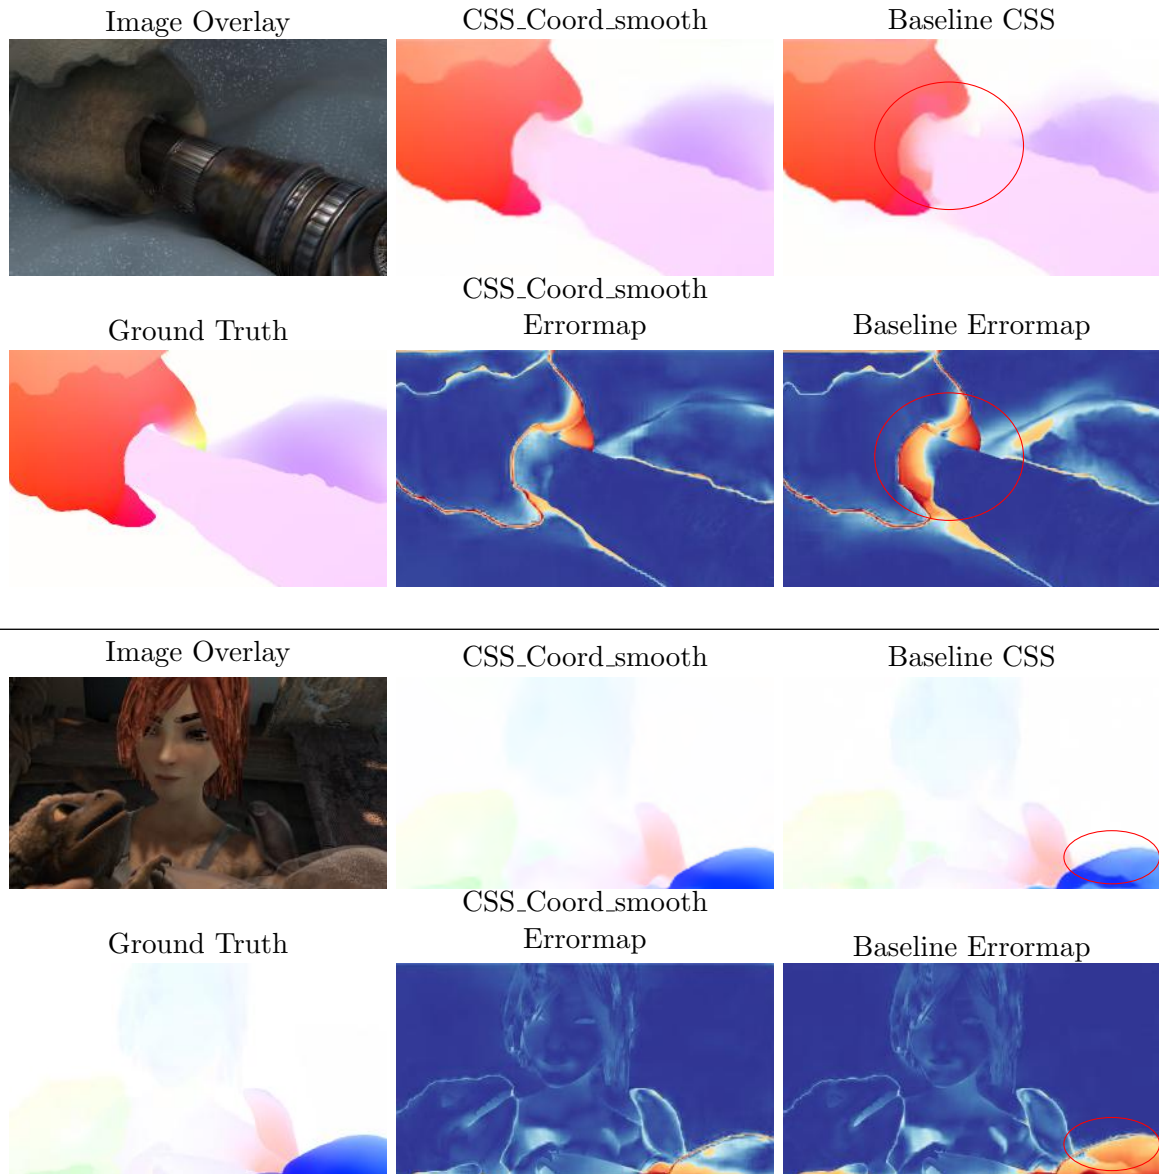 Image Overlay
CSS_Coord_smooth
Baseline CSS
Ground Truth
CSS_Coord_smooth
Errormap
Baseline Errormap
Image Overlay
CSS_Coord_smooth
Baseline CSS
Ground Truth
CSS_Coord_smooth
Errormap
Baseline Errormap